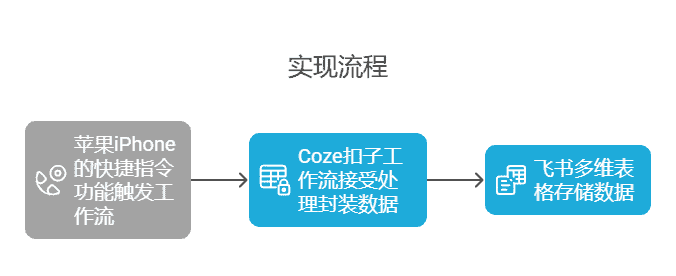 实现流程
苹果iPhone
的快捷指令
功能触发工
作流
Coze扣子工
作流接受处
理封装数据
飞书多维表
格存储数据